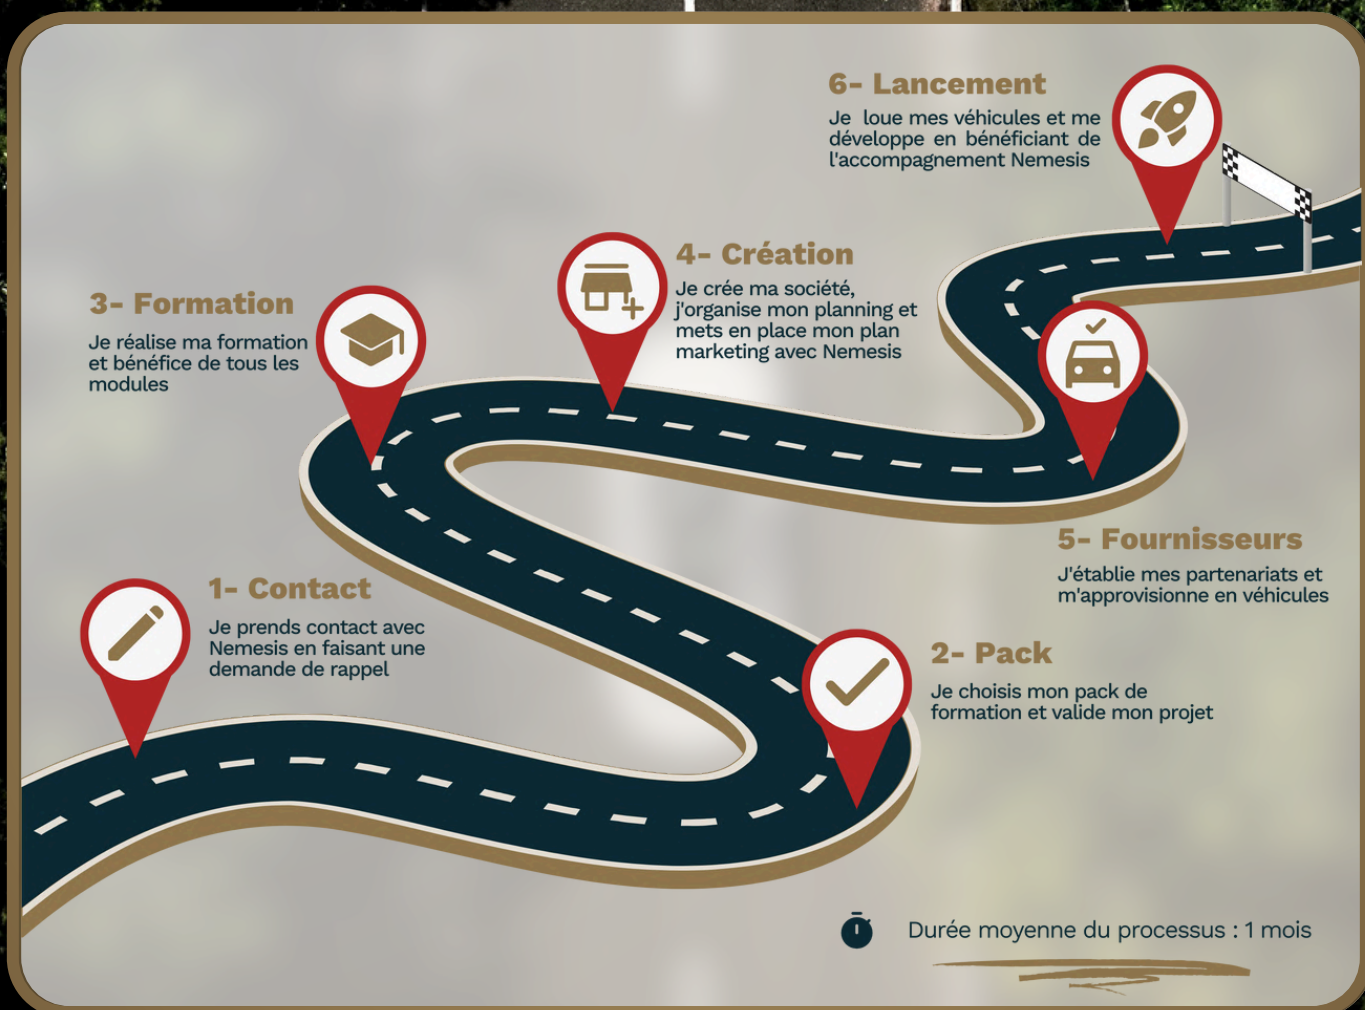 6- Lancement
Je loue mes véhicules et me
développe en bénéficiant de
l'accompagnement Nemesis
4- Création
Je crée ma société,
j'organise mon planning et
mets en place mon plan
marketing avec Nemesis
3- Formation
Je réalise ma formation
et bénéfice de tous les
modules
5- Fournisseurs
J'établie mes partenariats et
m'approvisionne en véhicules
1- Contact
Je prends contact avec
Nemesis en faisant une
demande de rappel
2- Pack
Je choisis mon pack de
formation et valide mon projet
Durée moyenne du processus : 1 mois